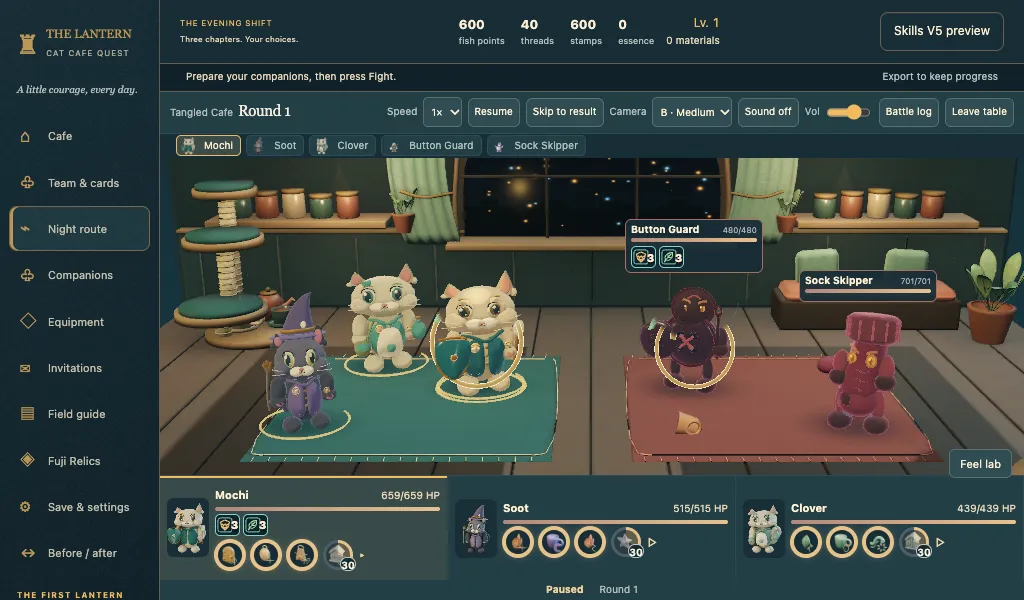 THE LANTERN
CAT CAFE QUEST
A little courage, every day.
Cafe
Team & cards
Night route
Companions
Equipment
Invitations
Field guide
Fuji Relics
Save & settings
Before / after
THE FIRST LANTERN
THE EVENING SHIFT
Three chapters. Your choices.
600 fish points
40 threads
600 stamps
0 essence
Lv. 1
0 materials
Skills V5 preview
Prepare your companions, then press Fight.
Export to keep progress
Tangled Cafe Round 1
Speed 1x Resume Skip to result Camera B · Medium Sound off Vol Battle log Leave table
Mochi Soot Clover Button Guard Sock Skipper
Button Guard 480/480
3 3
Sock Skipper 701/701
Feel lab
Mochi 659/659 HP
3 3
30
Soot 515/515 HP
30
Clover 439/439 HP
30
Paused Round 1